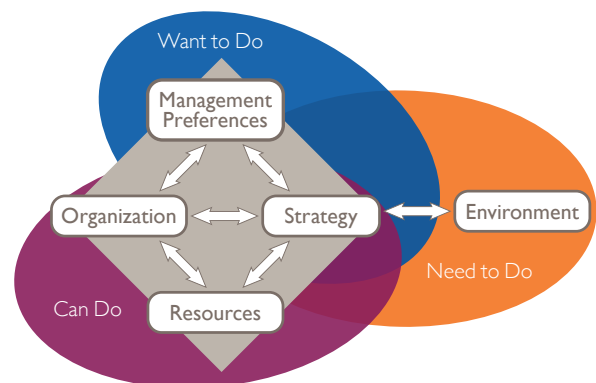 Want to Do
Management
Preferences
Organization
Strategy
Environment
Need to Do
Can Do
Resources